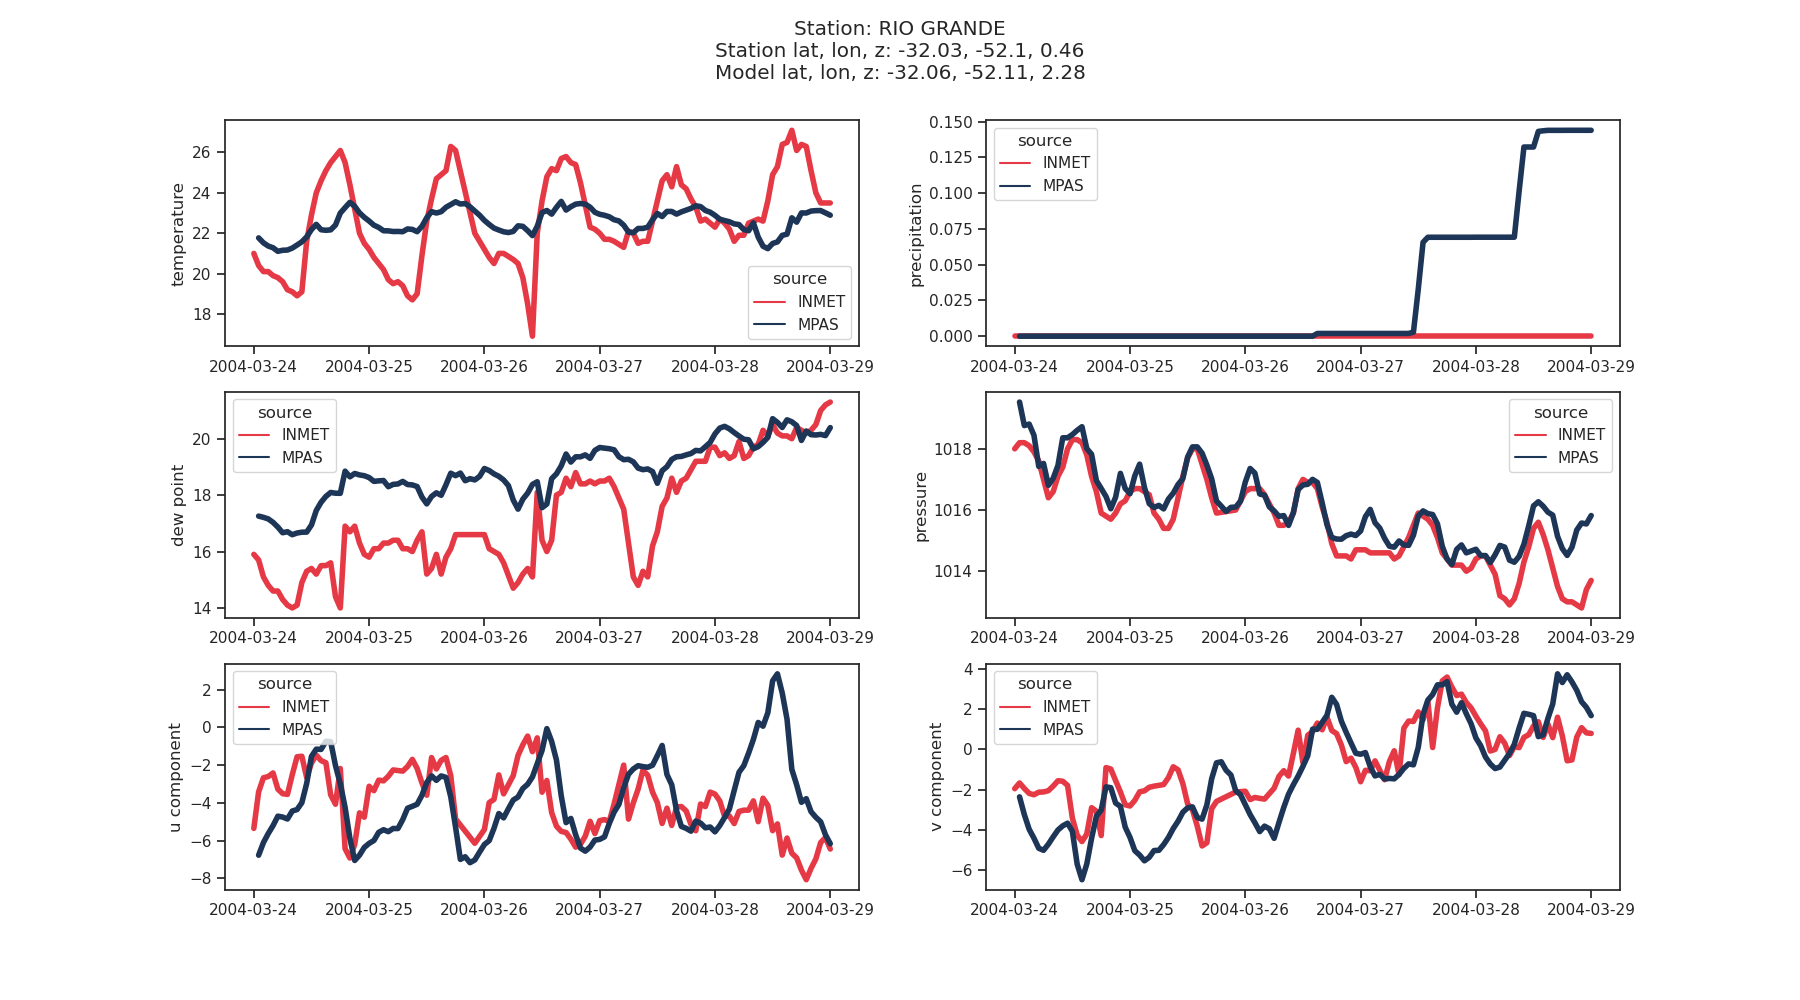 Station: RIO GRANDE
Station lat, lon, z: -32.03, -52.1, 0.46
Model lat, lon, z: -32.06, -52.11, 2.28
temperature
26
24
22
20
18
source
INMET
MPAS
2004-03-24 2004-03-25 2004-03-26 2004-03-27 2004-03-28 2004-03-29
precipitation
0.150
0.125
0.100
0.075
0.050
0.025
0.000
source
INMET
MPAS
2004-03-24 2004-03-25 2004-03-26 2004-03-27 2004-03-28 2004-03-29
dew point
20
18
16
14
source
INMET
MPAS
2004-03-24 2004-03-25 2004-03-26 2004-03-27 2004-03-28 2004-03-29
pressure
1018
1016
1014
source
INMET
MPAS
2004-03-24 2004-03-25 2004-03-26 2004-03-27 2004-03-28 2004-03-29
u component
2
0
−2
−4
−6
−8
source
INMET
MPAS
2004-03-24 2004-03-25 2004-03-26 2004-03-27 2004-03-28 2004-03-29
v component
4
2
0
−2
−4
−6
source
INMET
MPAS
2004-03-24 2004-03-25 2004-03-26 2004-03-27 2004-03-28 2004-03-29